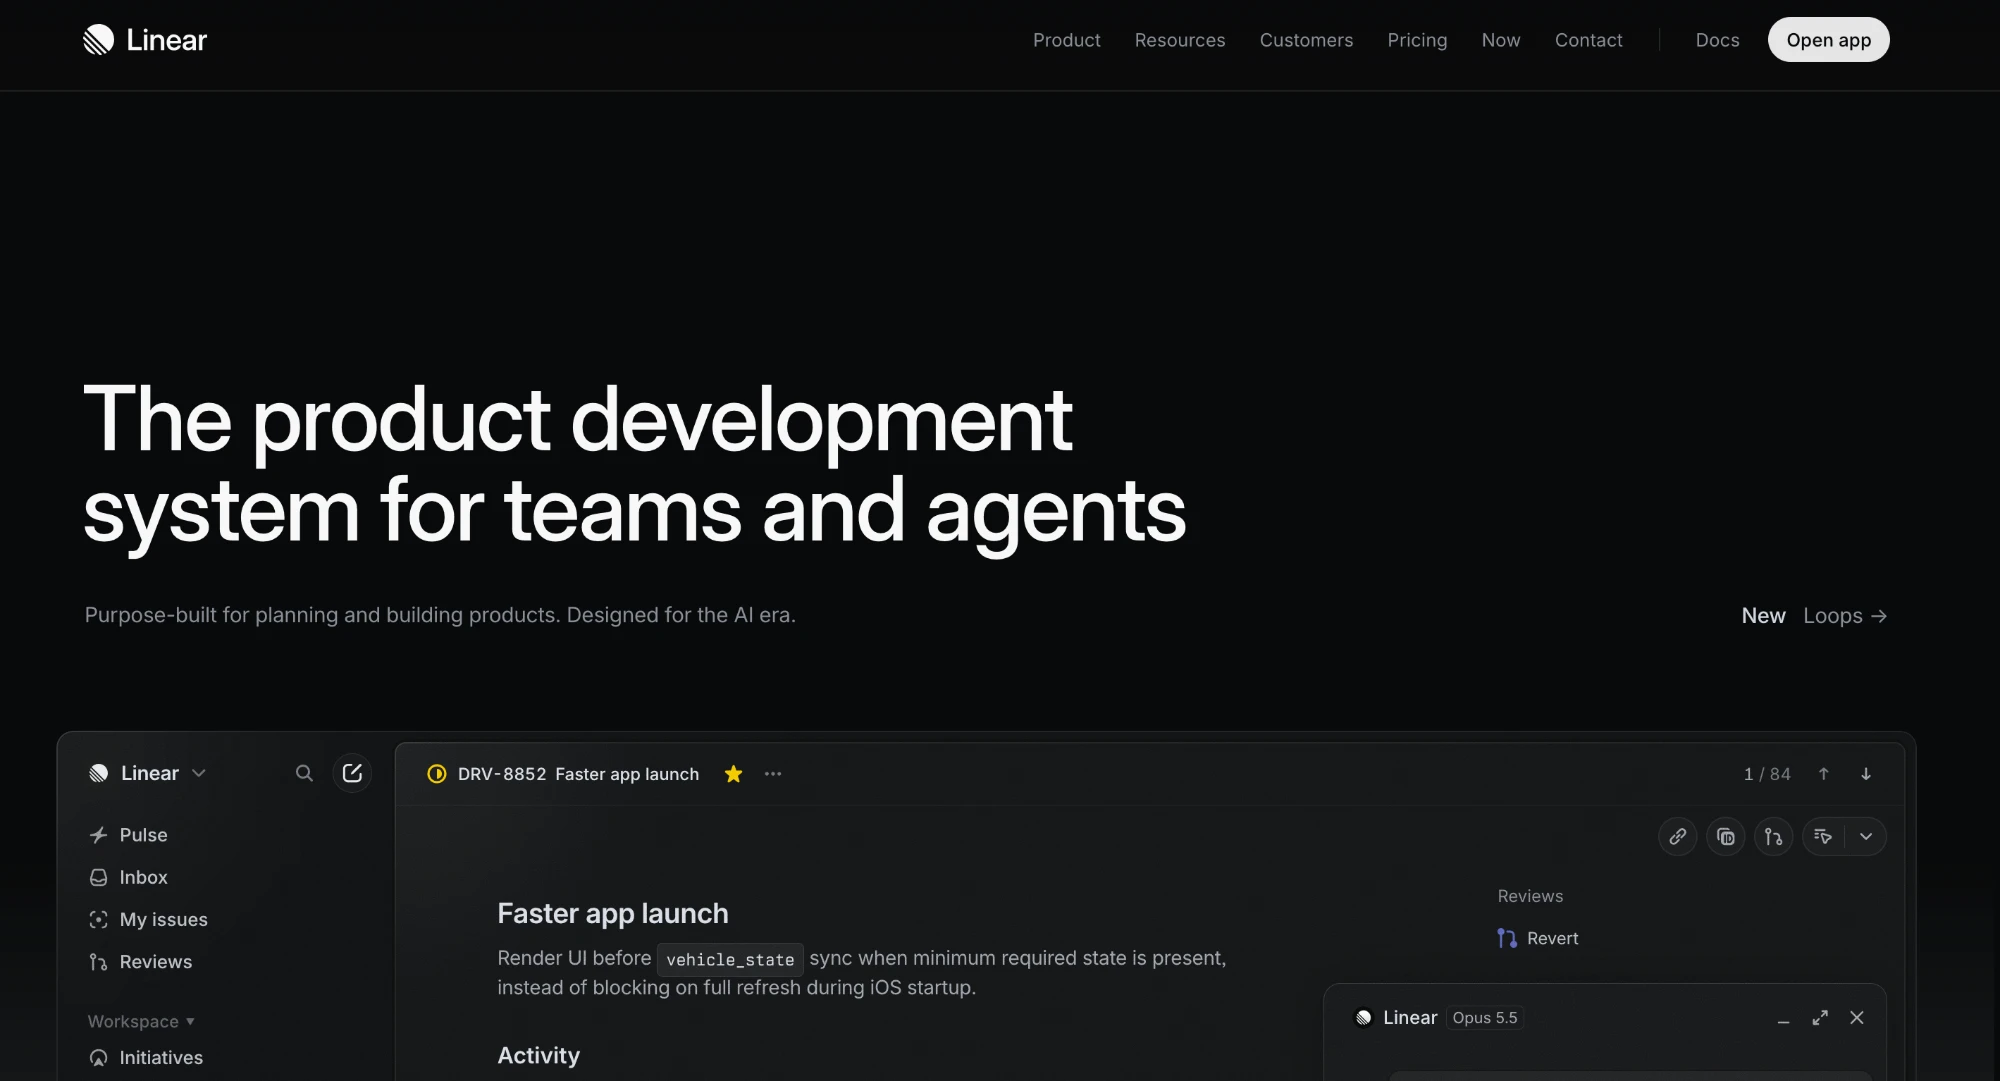 Linear
Product Resources Customers Pricing Now Contact Docs Open app
The product development
system for teams and agents
Purpose-built for planning and building products. Designed for the AI era.
New Loops →
Linear
DRV-8852 Faster app launch
1 / 84
Pulse
Inbox
My issues
Reviews
Workspace
Initiatives
Faster app launch
Render UI before vehicle_state sync when minimum required state is present,
instead of blocking on full refresh during iOS startup.
Activity
Reviews
Revert
Linear Opus 5.5